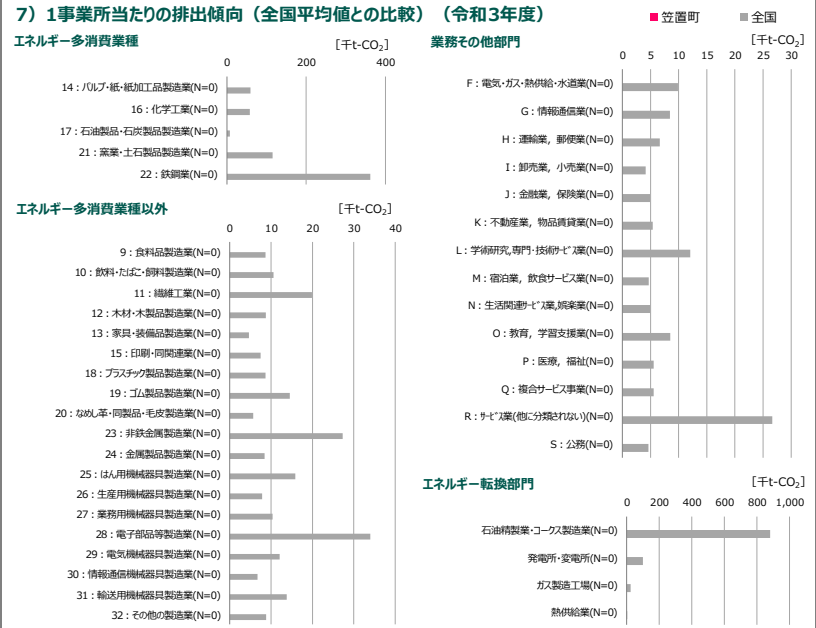 7）1事業所当たりの排出傾向（全国平均値との比較）（令和3年度）
笠置町 全国
エネルギー多消費業種
[千t-CO₂]
0 200 400
14：パルプ・紙・紙加工品製造業(N=0)
16：化学工業(N=0)
17：石油製品・石炭製品製造業(N=0)
21：窯業・土石製品製造業(N=0)
22：鉄鋼業(N=0)
エネルギー多消費業種以外
[千t-CO₂]
0 10 20 30 40
9：食料品製造業(N=0)
10：飲料・たばこ・飼料製造業(N=0)
11：繊維工業(N=0)
12：木材・木製品製造業(N=0)
13：家具・装備品製造業(N=0)
15：印刷・同関連業(N=0)
18：プラスチック製品製造業(N=0)
19：ゴム製品製造業(N=0)
20：なめし革・同製品・毛皮製造業(N=0)
23：非鉄金属製造業(N=0)
24：金属製品製造業(N=0)
25：はん用機械器具製造業(N=0)
26：生産用機械器具製造業(N=0)
27：業務用機械器具製造業(N=0)
28：電子部品等製造業(N=0)
29：電気機械器具製造業(N=0)
30：情報通信機械器具製造業(N=0)
31：輸送用機械器具製造業(N=0)
32：その他の製造業(N=0)
業務その他部門
[千t-CO₂]
0 5 10 15 20 25 30
F：電気・ガス・熱供給・水道業(N=0)
G：情報通信業(N=0)
H：運輸業，郵便業(N=0)
I：卸売業，小売業(N=0)
J：金融業，保険業(N=0)
K：不動産業，物品賃貸業(N=0)
L：学術研究,専門・技術サービス業(N=0)
M：宿泊業，飲食サービス業(N=0)
N：生活関連サービス業,娯楽業(N=0)
O：教育，学習支援業(N=0)
P：医療，福祉(N=0)
Q：複合サービス事業(N=0)
R：サービス業(他に分類されない)(N=0)
S：公務(N=0)
エネルギー転換部門
[千t-CO₂]
0 200 400 600 800 1,000
石油精製業・コークス製造業(N=0)
発電所・変電所(N=0)
ガス製造工場(N=0)
熱供給業(N=0)